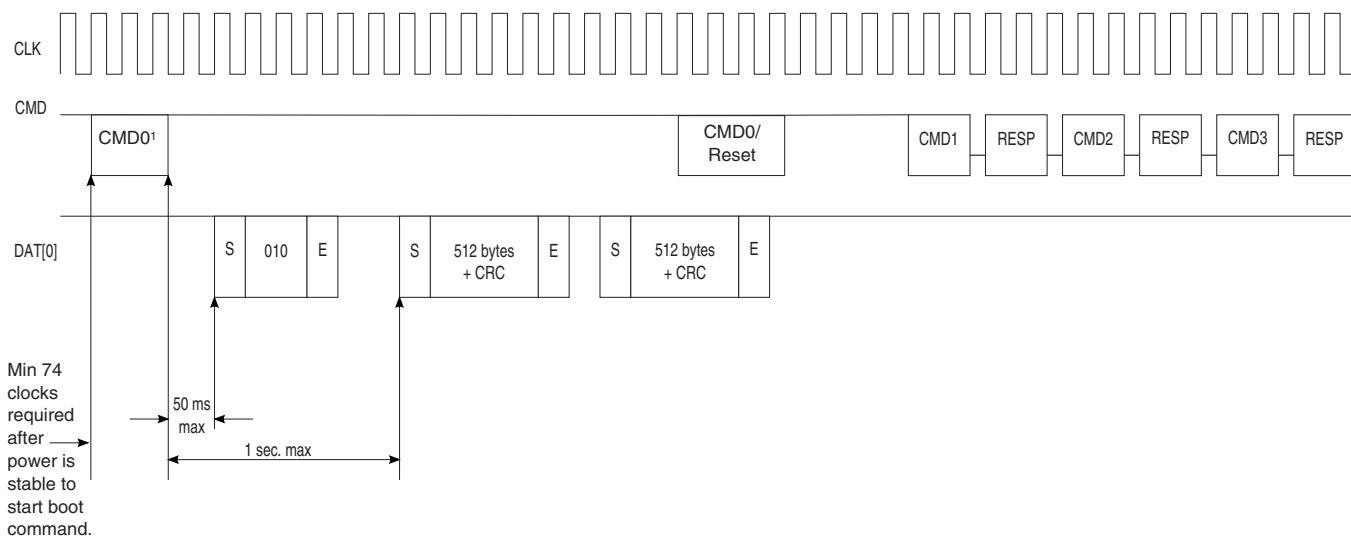 CLK
CMD
CMD0¹
CMD0/
Reset
CMD1
RESP
CMD2
RESP
CMD3
RESP
DAT[0]
S
010
E
S
512 bytes
+ CRC
E
S
512 bytes
+ CRC
E
Min 74
clocks
required
after
power is
stable to
start boot
command.
50 ms
max
1 sec. max